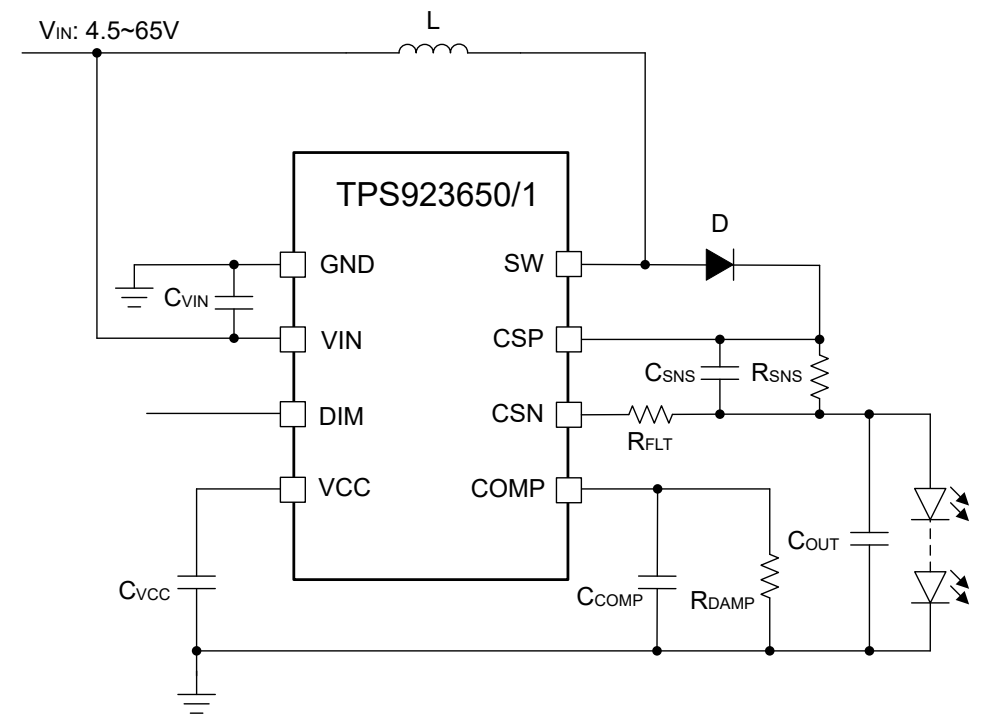 VIN: 4.5~65V
L
TPS923650/1
D
GND
SW
CVIN
VIN
CSP
CSNS
RSNS
DIM
CSN
RFLT
VCC
COMP
COUT
CVCC
CCOMP
RDAMP